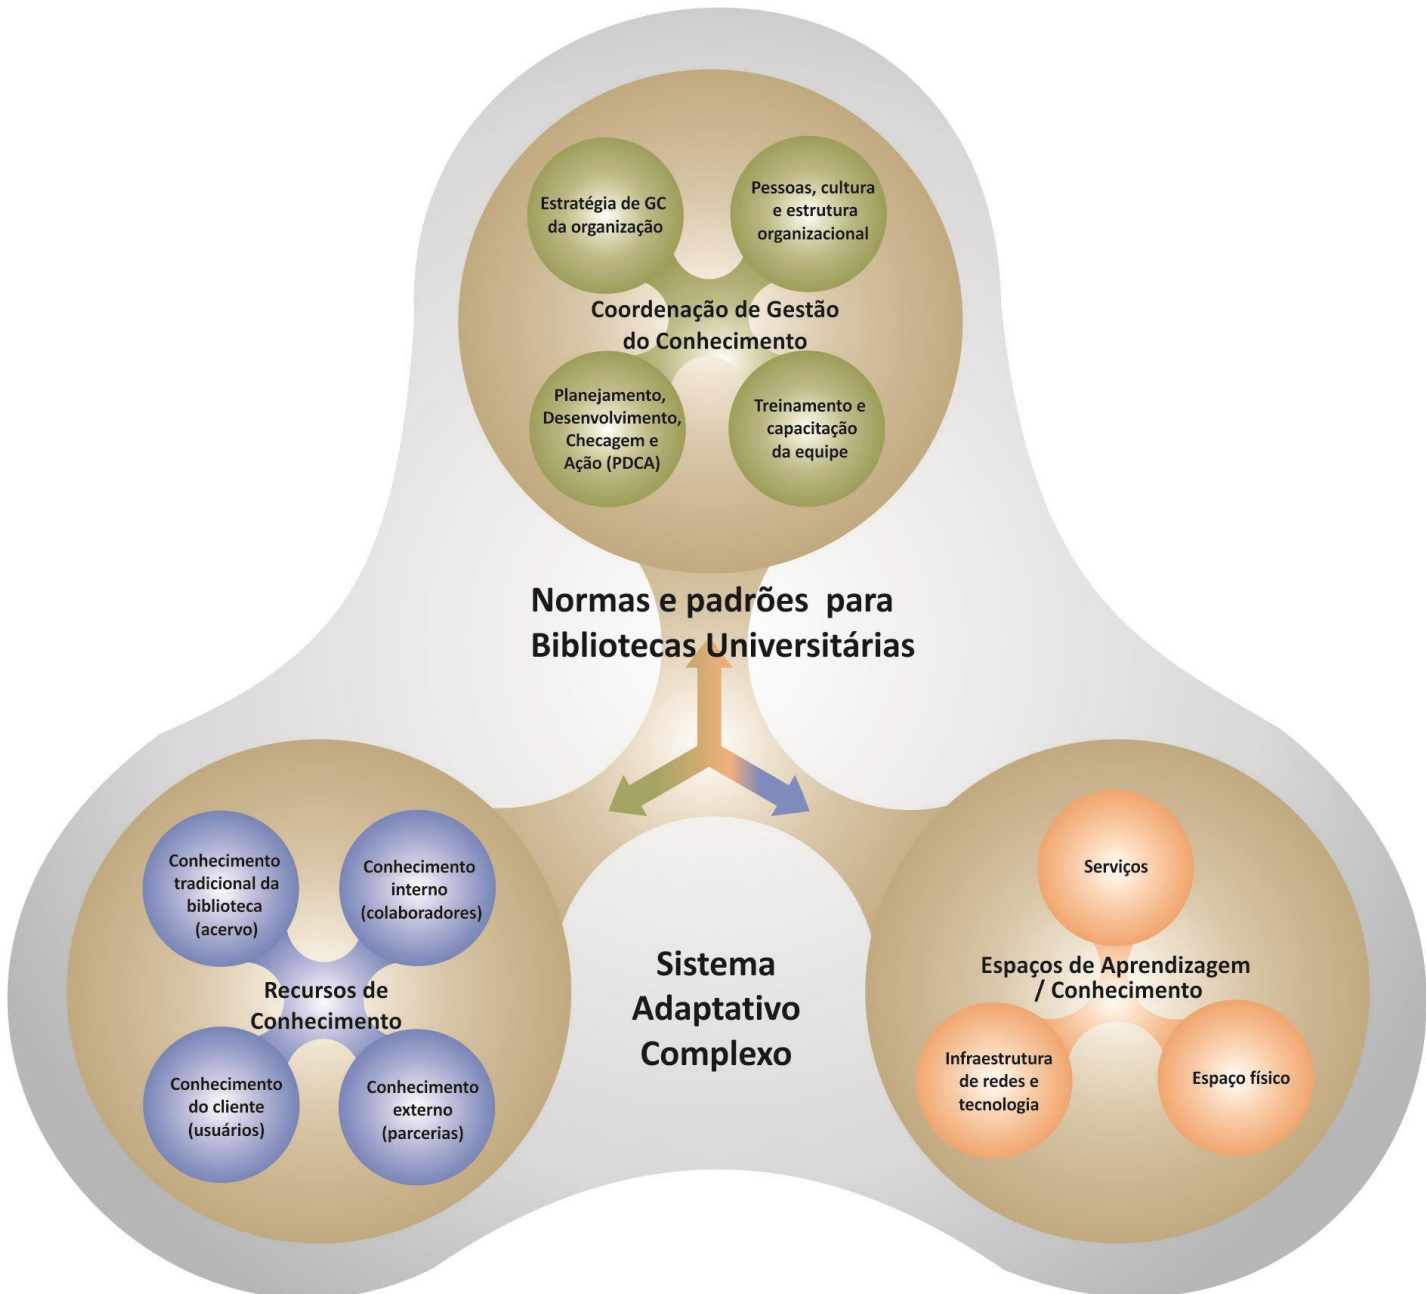 Estratégia de GC
da organização
Pessoas, cultura
e estrutura
organizacional
Coordenação de Gestão
do Conhecimento
Planejamento,
Desenvolvimento,
Checagem e
Ação (PDCA)
Treinamento e
capacitação
da equipe
Normas e padrões para
Bibliotecas Universitárias
Conhecimento
tradicional da
biblioteca
(acervo)
Conhecimento
interno
(colaboradores)
Recursos de
Conhecimento
Conhecimento
do cliente
(usuários)
Conhecimento
externo
(parcerias)
Sistema
Adaptativo
Complexo
Serviços
Espaços de Aprendizagem
/ Conhecimento
Infraestrutura
de redes e
tecnologia
Espaço físico